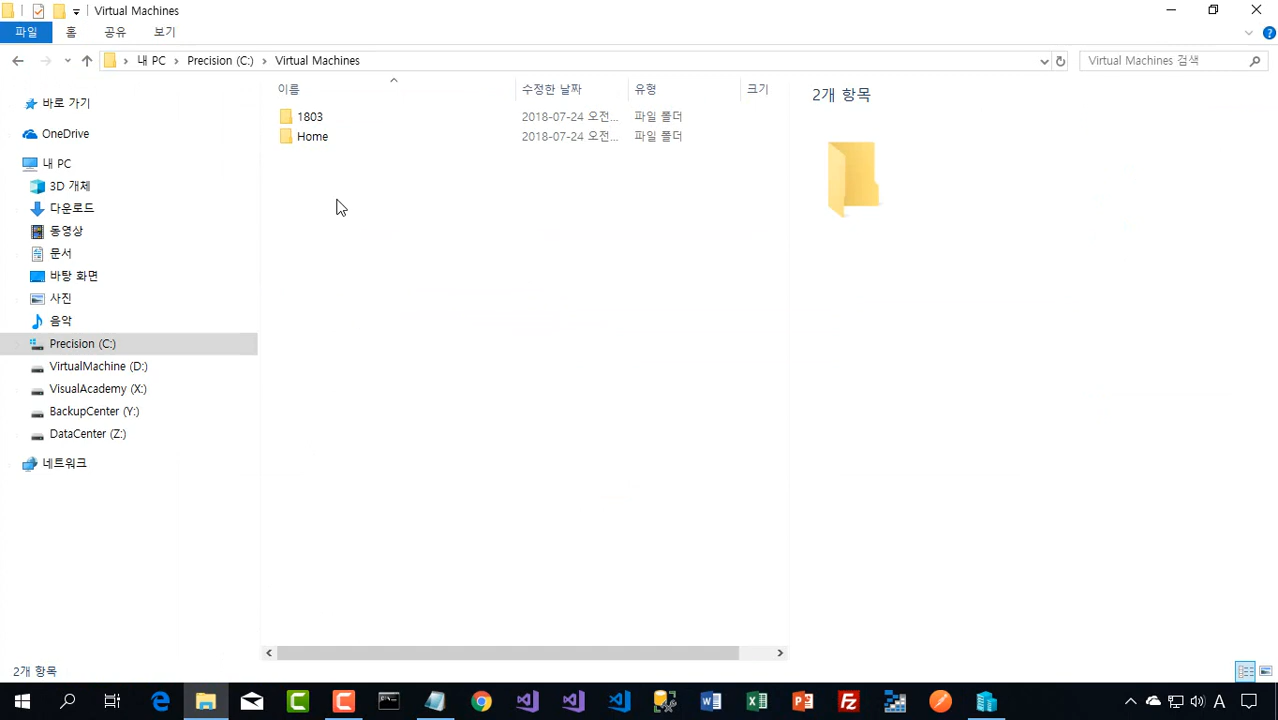 Virtual Machines
파일 홈 공유 보기
내 PC Precision (C:) Virtual Machines
Virtual Machines 검색
이름 수정한 날짜 유형 크기
1803 2018-07-24 오전... 파일 폴더
Home 2018-07-24 오전... 파일 폴더
2개 항목
바로 가기
OneDrive
내 PC
3D 개체
다운로드
동영상
문서
바탕 화면
사진
음악
Precision (C:)
VirtualMachine (D:)
VisualAcademy (X:)
BackupCenter (Y:)
DataCenter (Z:)
네트워크
2개 항목
A